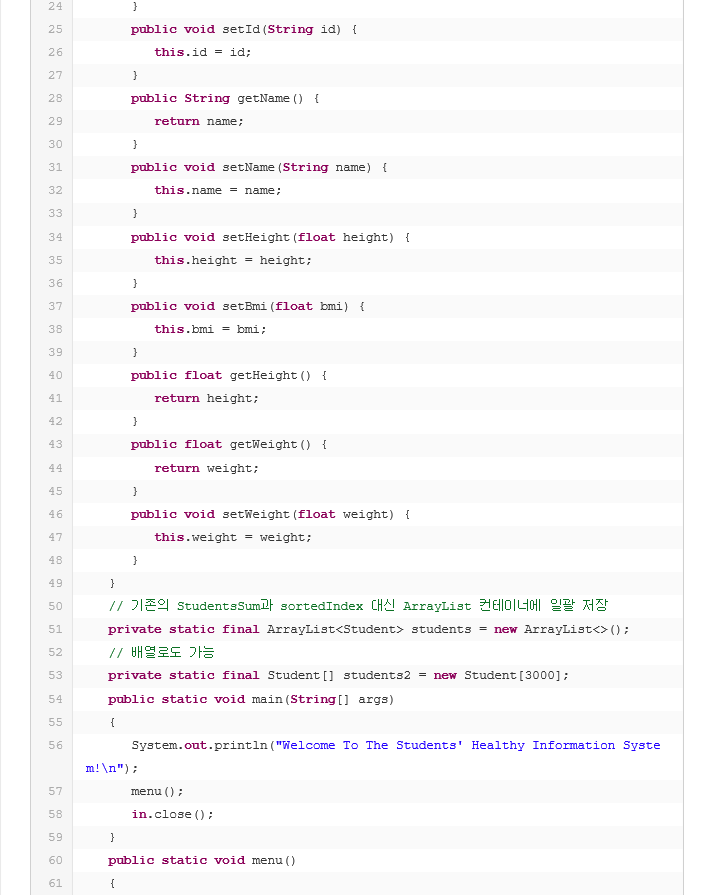 24 }
25 public void setId(String id) {
26 this.id = id;
27 }
28 public String getName() {
29 return name;
30 }
31 public void setName(String name) {
32 this.name = name;
33 }
34 public void setHeight(float height) {
35 this.height = height;
36 }
37 public void setBmi(float bmi) {
38 this.bmi = bmi;
39 }
40 public float getHeight() {
41 return height;
42 }
43 public float getWeight() {
44 return weight;
45 }
46 public void setWeight(float weight) {
47 this.weight = weight;
48 }
49 }
50 // 기존의 StudentsSum과 sortedIndex 대신 ArrayList 컨테이너에 일괄 저장
51 private static final ArrayList<Student> students = new ArrayList<>();
52 // 배열로도 가능
53 private static final Student[] students2 = new Student[3000];
54 public static void main(String[] args)
55 {
56 System.out.println("Welcome To The Students' Healthy Information Syste
m!\n");
57 menu();
58 in.close();
59 }
60 public static void menu()
61 {